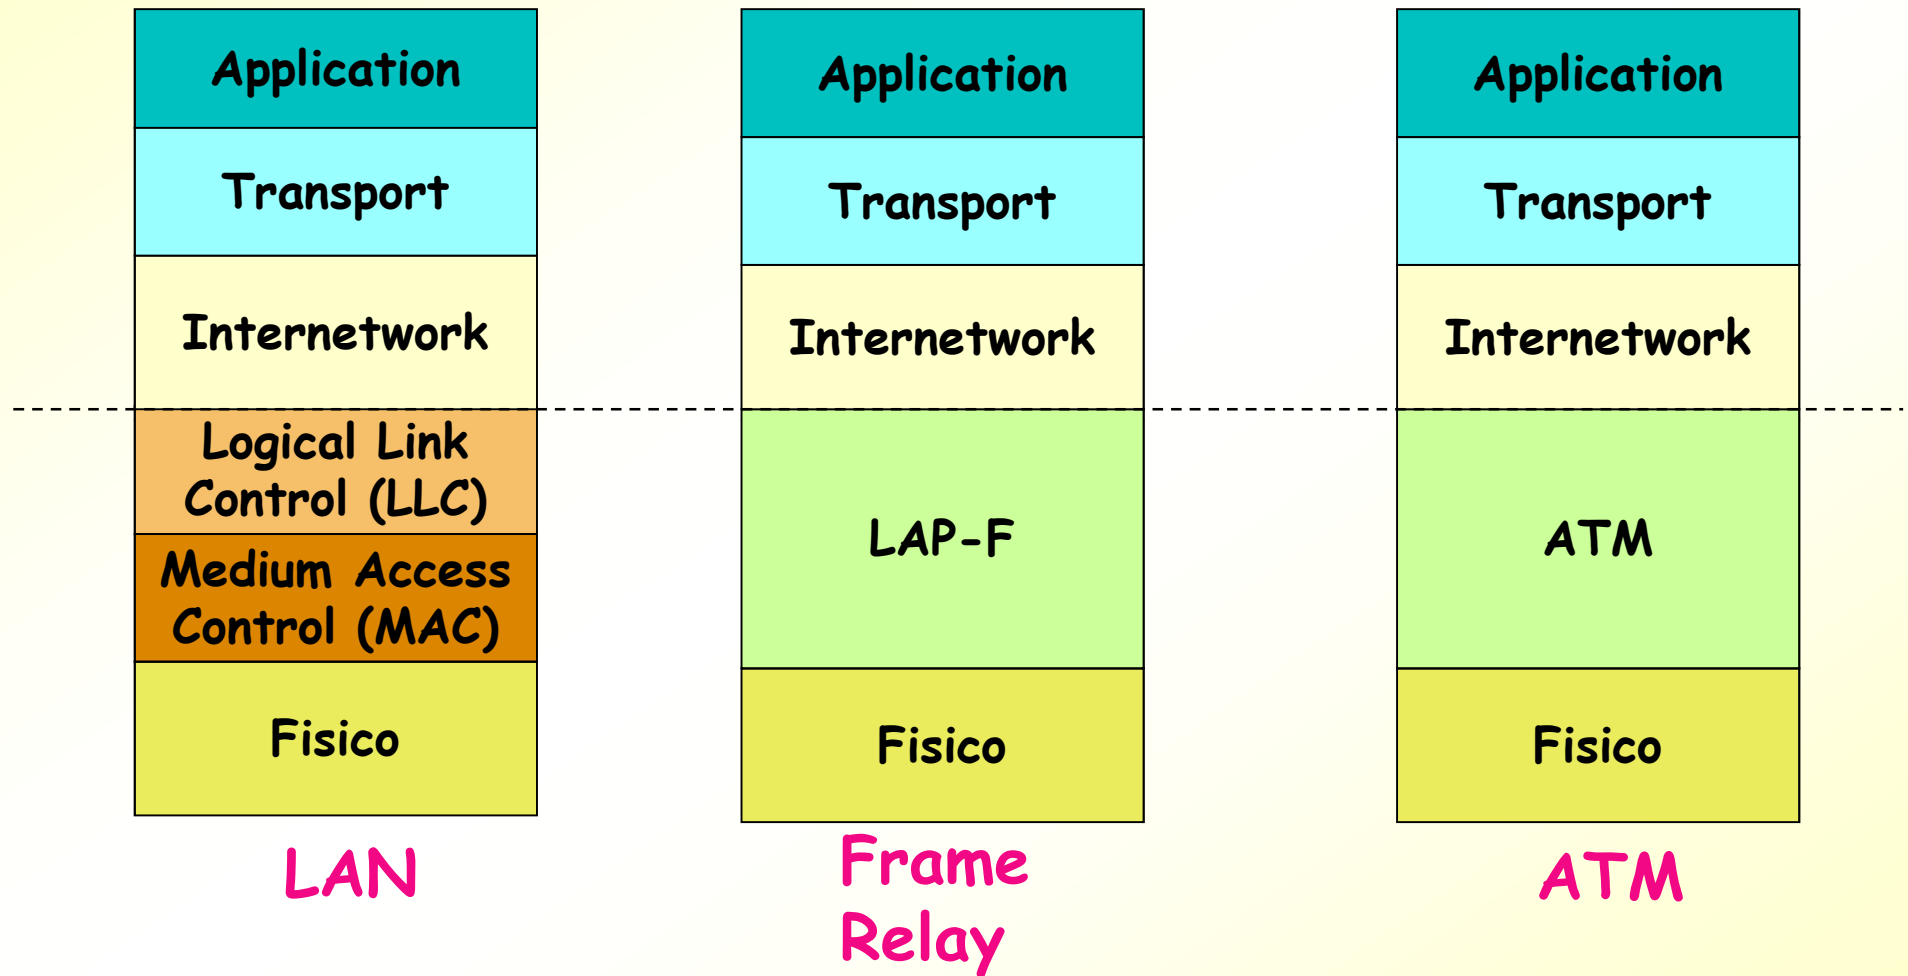 Application
Transport
Internetwork
Logical Link
Control (LLC)
Medium Access
Control (MAC)
Fisico
LAN
Application
Transport
Internetwork
LAP-F
Fisico
Frame
Relay
Application
Transport
Internetwork
ATM
Fisico
ATM